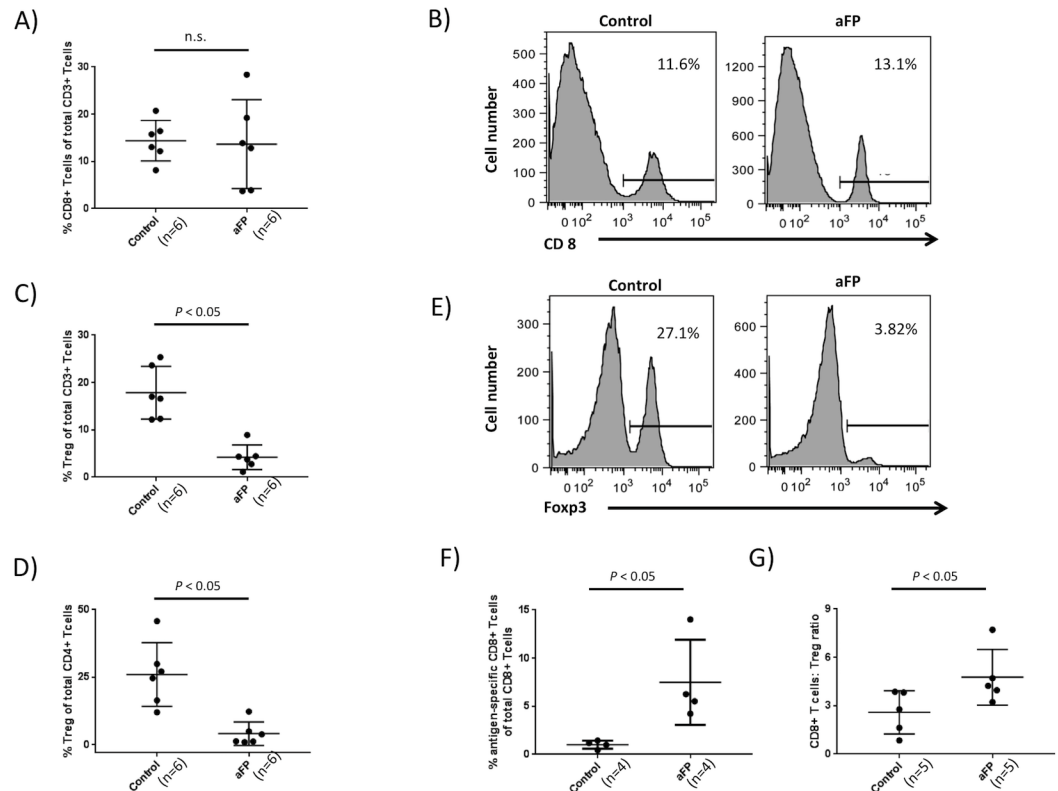 A)
n.s.
% CD8+ Tcells of total CD3+ Tcells
30
20
10
0
Control (n=6)
aFP (n=6)
B)
Control
aFP
Cell number
500
400
300
200
100
0
11.6%
0 10² 10³ 10⁴ 10⁵
1200
900
600
300
0
13.1%
0 10² 10³ 10⁴ 10⁵
CD 8
C)
P < 0.05
% Treg of total CD3+ Tcells
30
20
10
0
Control (n=6)
aFP (n=6)
E)
Control
aFP
Cell number
300
200
100
0
27.1%
0 10² 10³ 10⁴ 10⁵
600
400
200
0
3.82%
0 10² 10³ 10⁴ 10⁵
Foxp3
D)
P < 0.05
% Treg of total CD4+ Tcells
50
25
0
Control (n=6)
aFP (n=6)
F)
P < 0.05
% antigen-specific CD8+ Tcells
of total CD8+ Tcells
15
10
5
0
Control (n=4)
aFP (n=4)
G)
P < 0.05
CD8+ T cells: Treg ratio
9
6
3
0
Control (n=5)
aFP (n=5)